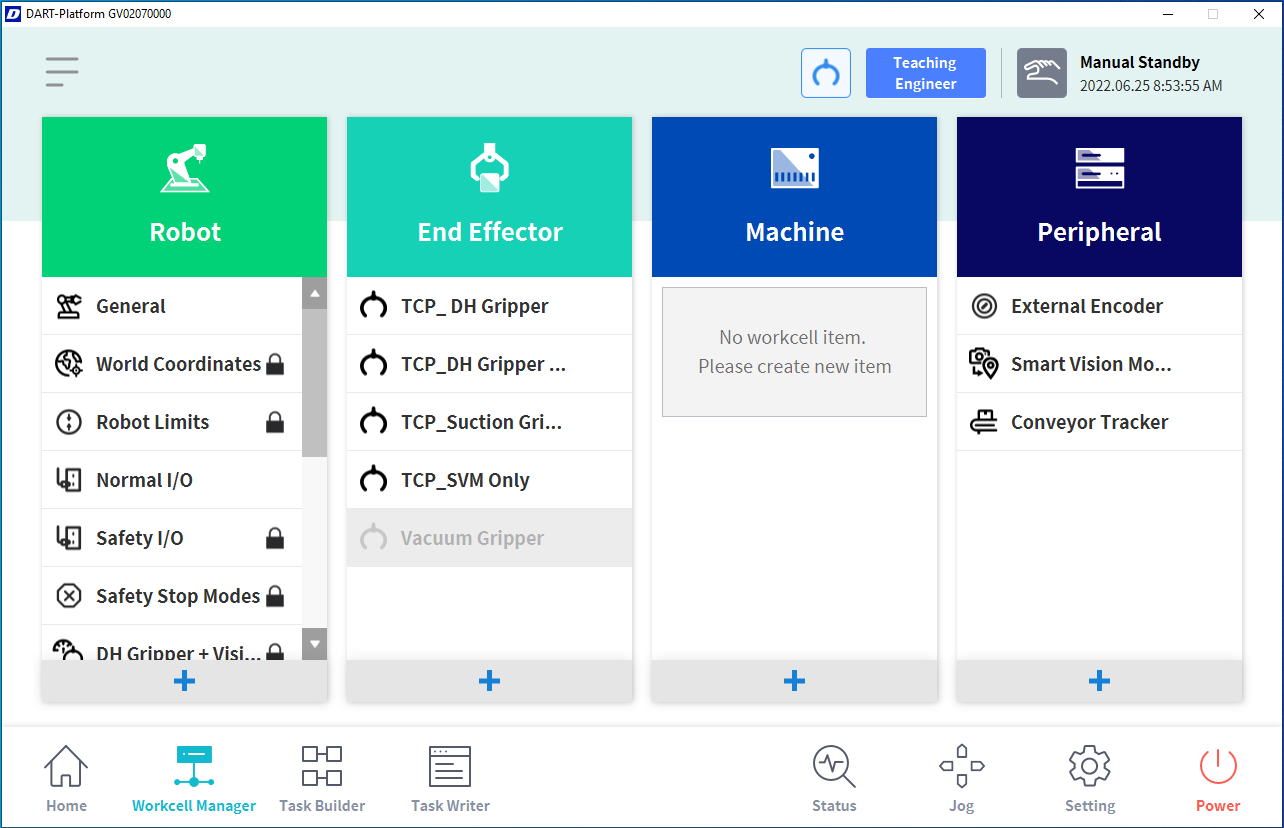 DART-Platform GV02070000
Teaching
Engineer
Manual Standby
2022.06.25 8:53:55 AM
Robot
End Effector
Machine
Peripheral
General
World Coordinates
Robot Limits
Normal I/O
Safety I/O
Safety Stop Modes
DH Gripper + Visi...
TCP_ DH Gripper
TCP_DH Gripper ...
TCP_Suction Gri...
TCP_SVM Only
Vacuum Gripper
No workcell item.
Please create new item
External Encoder
Smart Vision Mo...
Conveyor Tracker
Home
Workcell Manager
Task Builder
Task Writer
Status
Jog
Setting
Power